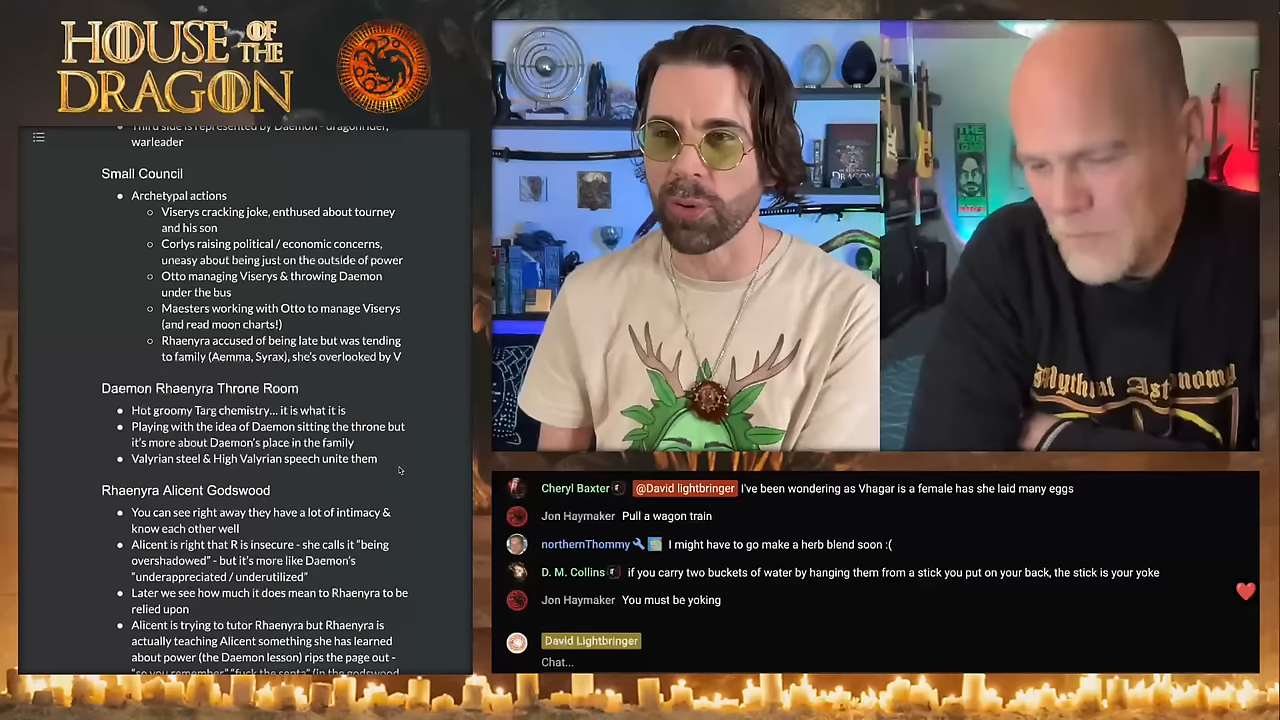 HOUSE OF THE DRAGON
Third side is represented by Daemon - dragonrider,
warleader
Small Council
Archetypal actions
Viserys cracking joke, enthused about tourney
and his son
Corlys raising political / economic concerns,
uneasy about being just on the outside of power
Otto managing Viserys & throwing Daemon
under the bus
Maesters working with Otto to manage Viserys
(and read moon charts!)
Rhaenyra accused of being late but was tending
to family (Aemma, Syrax), she's overlooked by V
Daemon Rhaenyra Throne Room
Hot groomy Targ chemistry... it is what it is
Playing with the idea of Daemon sitting the throne but
it's more about Daemon's place in the family
Valyrian steel & High Valyrian speech unite them
Rhaenyra Alicent Godswood
You can see right away they have a lot of intimacy &
know each other well
Alicent is right that R is insecure - she calls it "being
overshadowed" - but it's more like Daemon's
"underappreciated / underutilized"
Later we see how much it does mean to Rhaenyra to be
relied upon
Alicent is trying to tutor Rhaenyra but Rhaenyra is
actually teaching Alicent something she has learned
about power (the Daemon lesson) rips the page out -
"so you remember" "fuck the septa" (in the godswood
DRAGON
THE
JESUS
LIZARD
Mythical Astronomy
Cheryl Baxter @David lightbringer I've been wondering as Vhagar is a female has she laid many eggs
Jon Haymaker Pull a wagon train
northernThommy I might have to go make a herb blend soon :(
D. M. Collins if you carry two buckets of water by hanging them from a stick you put on your back, the stick is your yoke
Jon Haymaker You must be yoking
David Lightbringer
Chat...